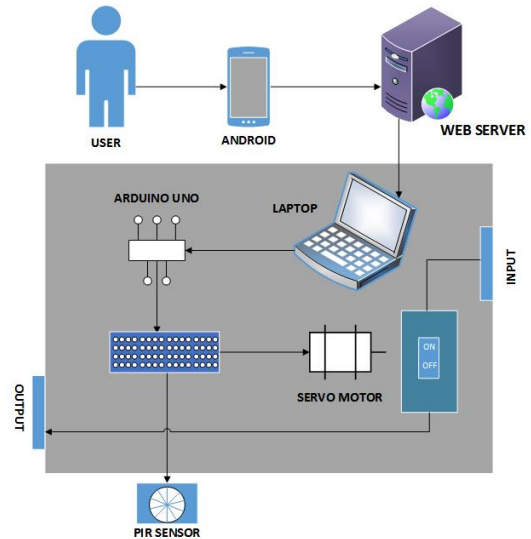 USER
ANDROID
WEB SERVER
ARDUINO UNO
LAPTOP
INPUT
ON
OFF
SERVO MOTOR
OUTPUT
PIR SENSOR